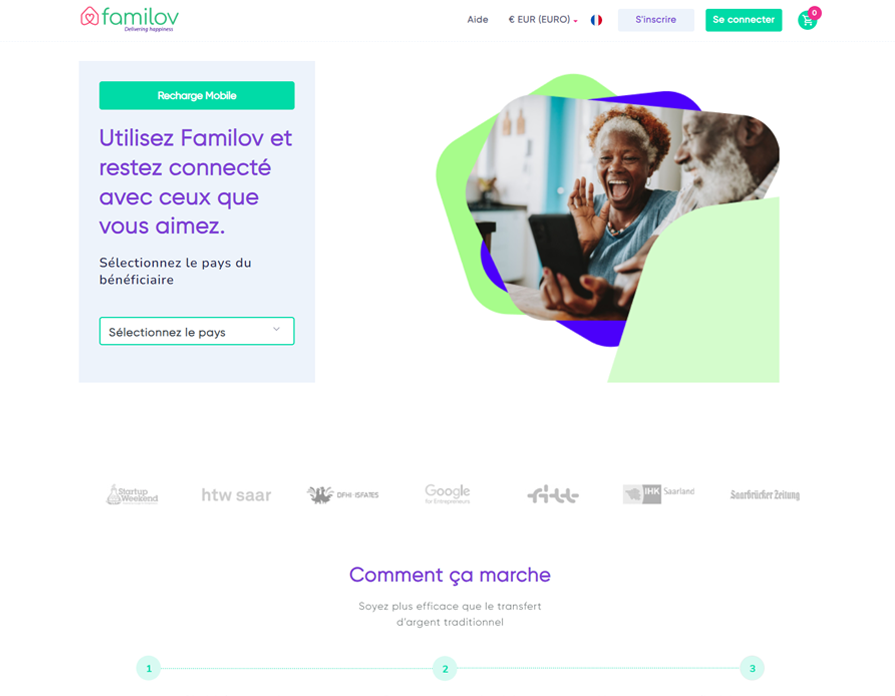 familov
Delivering happiness
Aide
€ EUR (EURO)
S'inscrire
Se connecter
0
Recharge Mobile
Utilisez Familov et
restez connecté
avec ceux que
vous aimez.
Sélectionnez le pays du
bénéficiaire
Sélectionnez le pays
Startup
Weekend
htw saar
DFHI-ISFATES
Google
for Entrepreneurs
IHK Saarland
Saarbrücker Zeitung
Comment ça marche
Soyez plus efficace que le transfert
d'argent traditionnel
1
2
3